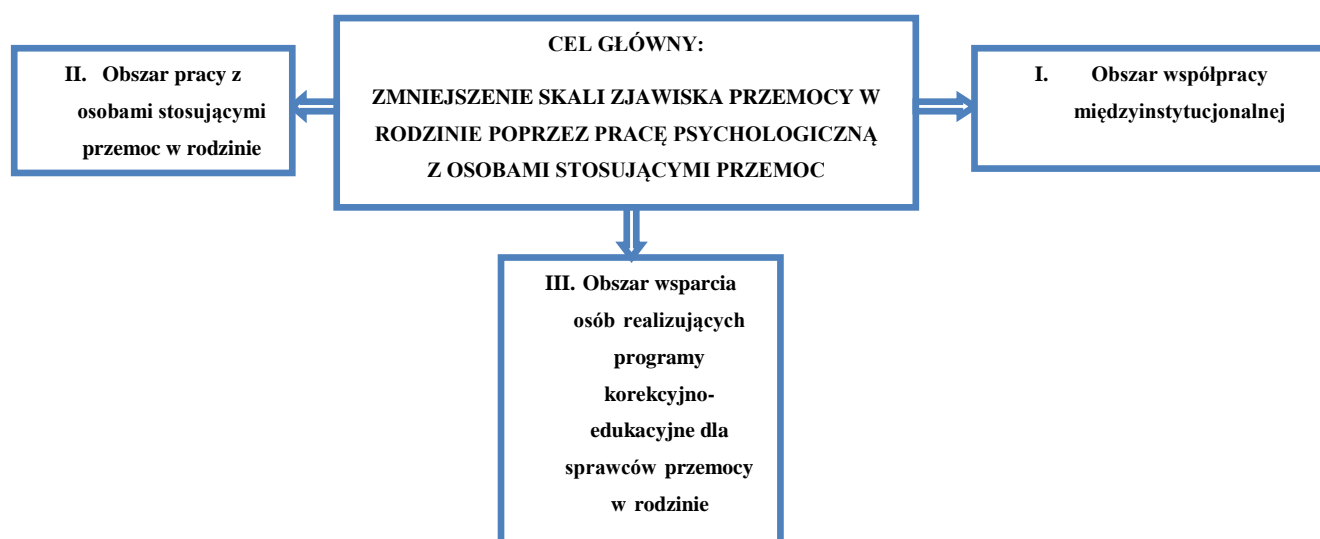 CEL GŁÓWNY:
ZMNIEJSZENIE SKALI ZJAWISKA PRZEMOCY W
RODZINIE POPRZEZ PRACĘ PSYCHOLOGICZNĄ
Z OSOBAMI STOSUJĄCYMI PRZEMOC
II. Obszar pracy z
osobami stosującymi
przemoc w rodzinie
I. Obszar współpracy
międzyinstytucjonalnej
III. Obszar wsparcia
osób realizujących
programy
korekcyjno-
edukacyjne dla
sprawców przemocy
w rodzinie